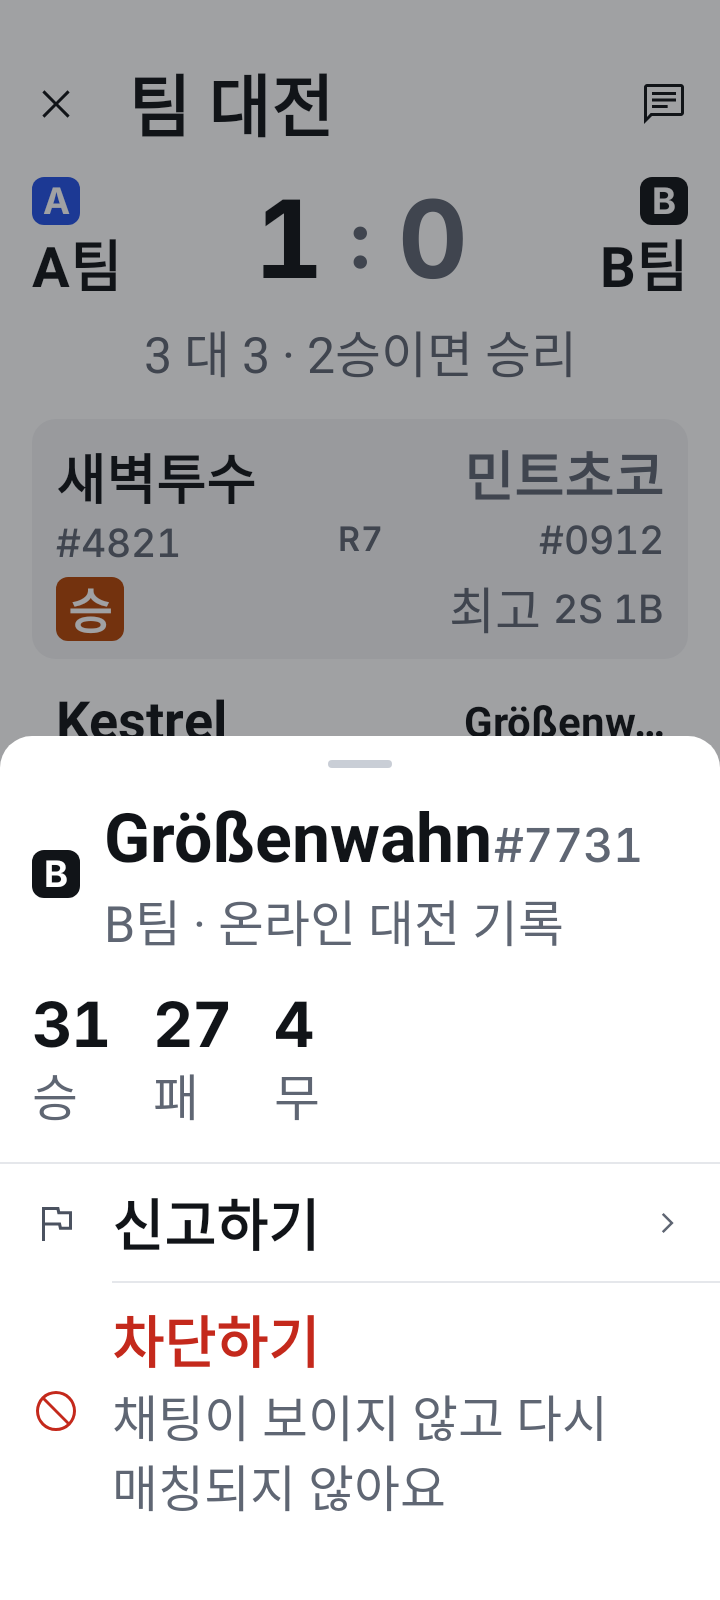 팀 대전
A
B
A팀
1 : 0
B팀
3 대 3 · 2승이면 승리
새벽투수
민트초코
#4821
R7
#0912
승
최고 2S 1B
Kestrel
Größenw...
B
Größenwahn#7731
B팀 · 온라인 대전 기록
31 27 4
승 패 무
신고하기
차단하기
채팅이 보이지 않고 다시
매칭되지 않아요